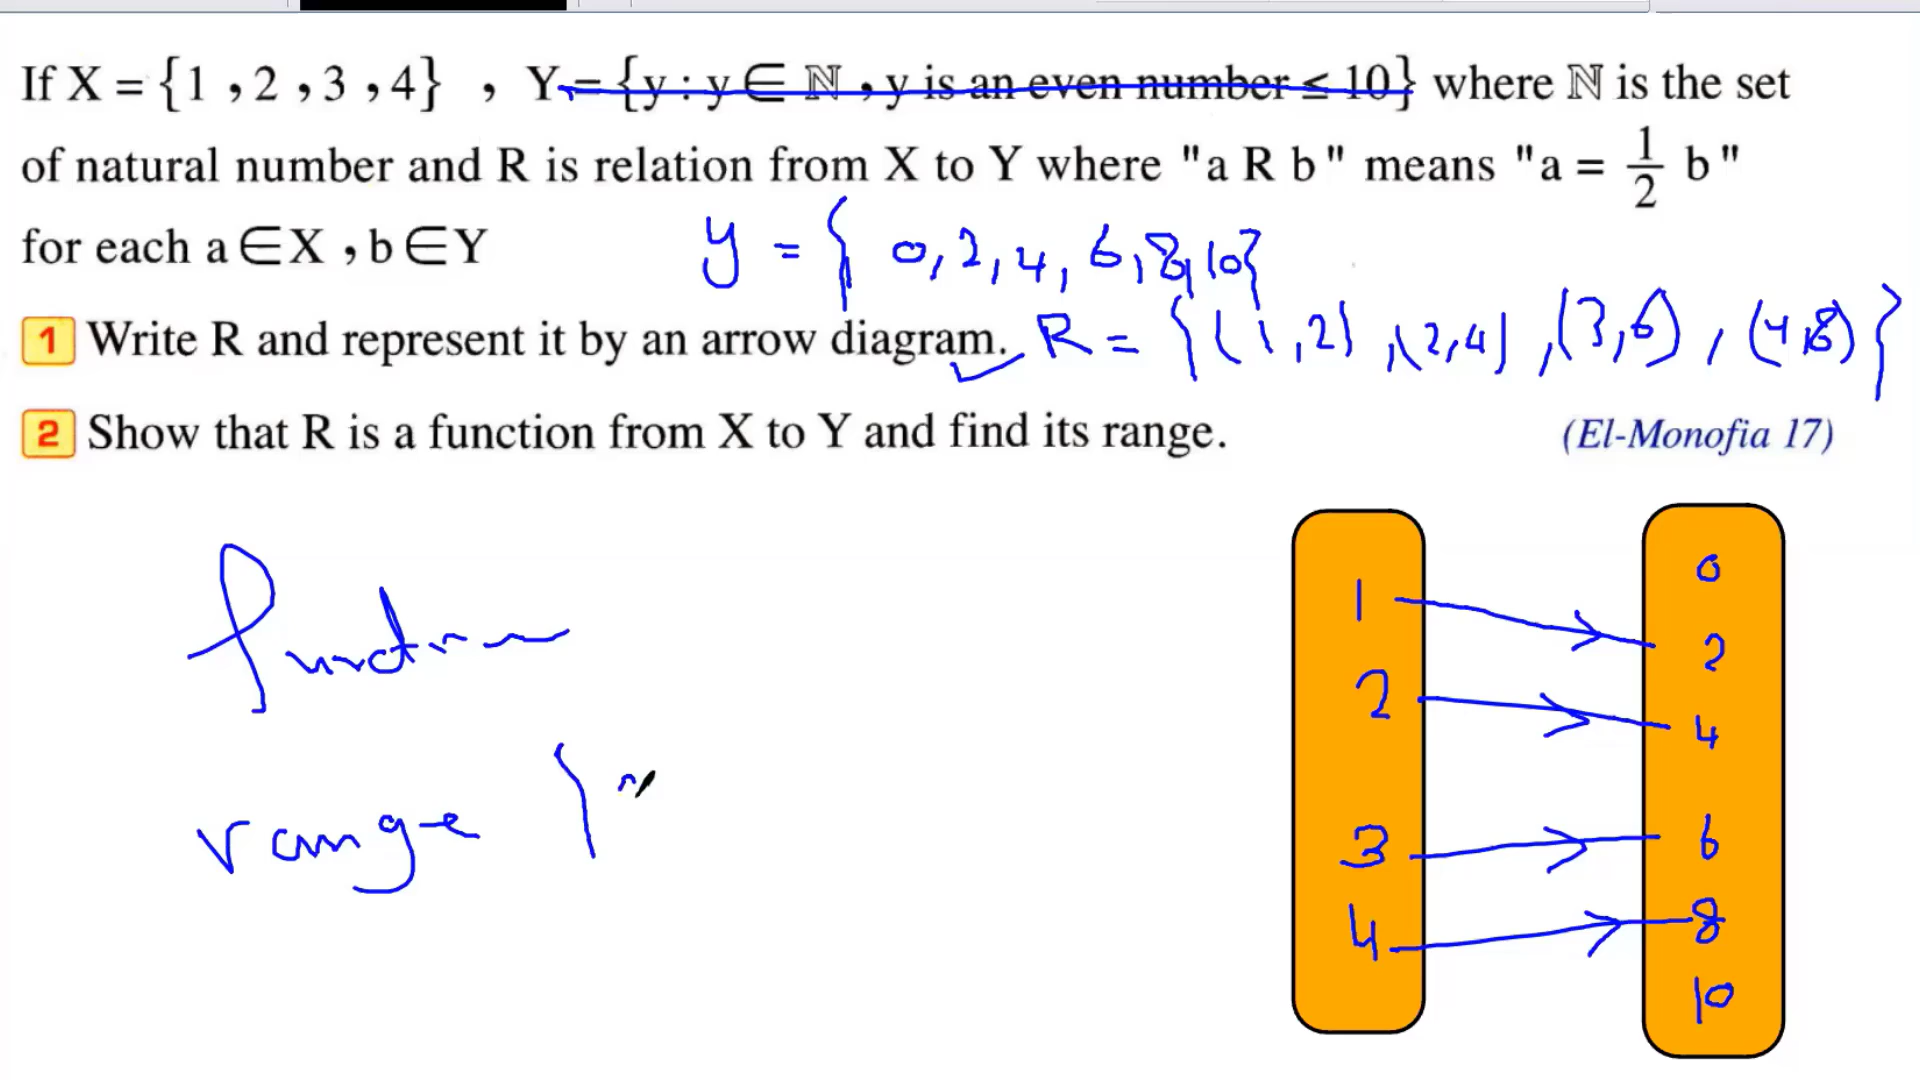 If X = {1 , 2 , 3 , 4} , Y = {y : y ∈ ℕ , y is an even number ≤ 10} where ℕ is the set
of natural number and R is relation from X to Y where "a R b" means "a = 1/2 b"
for each a ∈ X , b ∈ Y
y = { 0, 2, 4, 6, 8, 10}
1 Write R and represent it by an arrow diagram. R = {(1, 2), (2, 4), (3, 6), (4, 8)}
2 Show that R is a function from X to Y and find its range. (El-Monofia 17)
function
range {
1
2
3
4
0
2
4
6
8
10